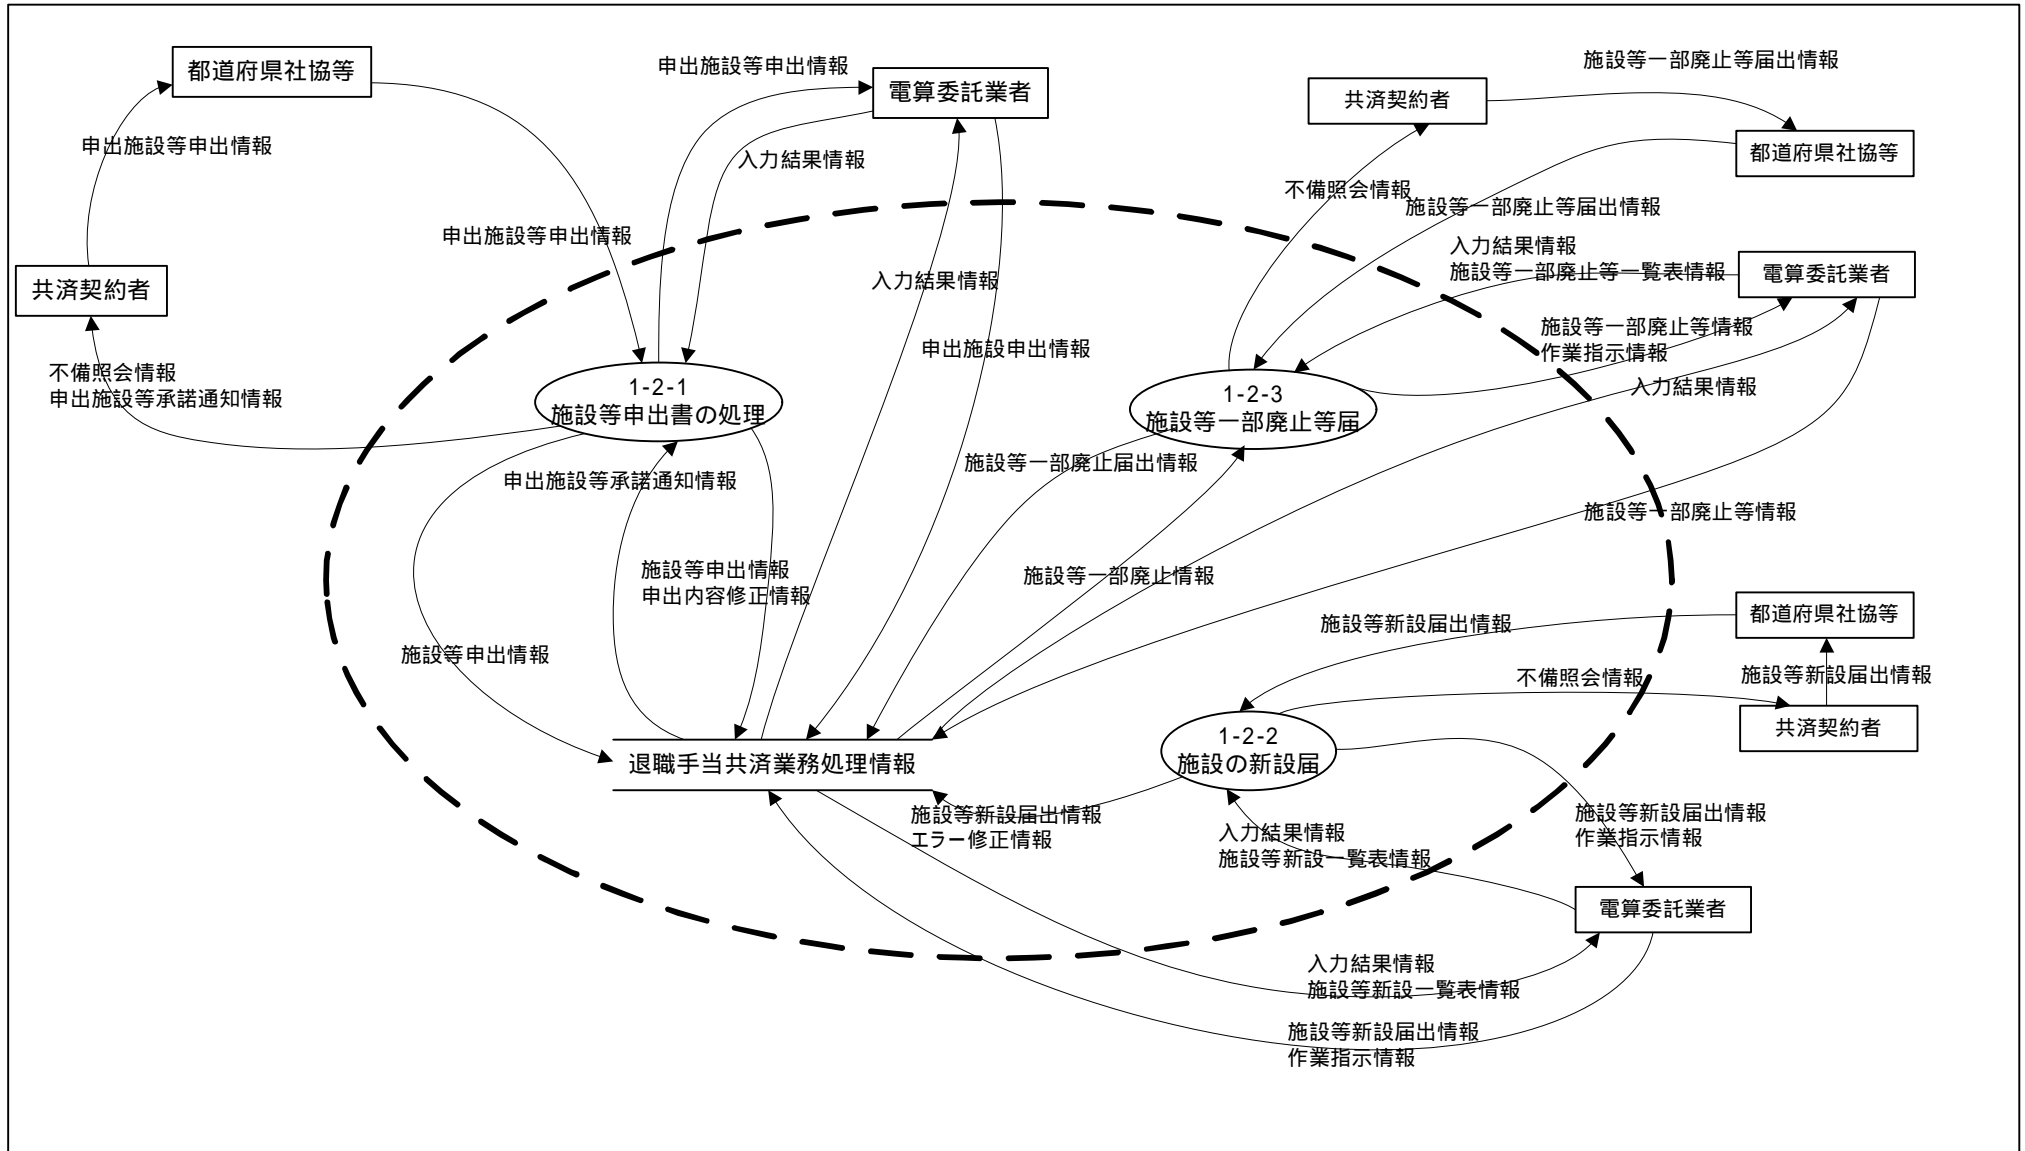 都道府県社協等
申出施設等申出情報
電算委託業者
施設等一部廃止等届出情報
共済契約者
都道府県社協等
申出施設等申出情報
入力結果情報
不備照会情報
施設等一部廃止等届出情報
申出施設等申出情報
入力結果情報
施設等一部廃止等一覧表情報
電算委託業者
共済契約者
入力結果情報
施設等一部廃止等情報
作業指示情報
申出施設申出情報
不備照会情報
申出施設等承諾通知情報
1-2-1
施設等申出書の処理
1-2-3
施設等一部廃止等届
入力結果情報
申出施設等承諾通知情報
施設等一部廃止届出情報
施設等一部廃止等情報
施設等申出情報
申出内容修正情報
施設等一部廃止情報
都道府県社協等
施設等新設届出情報
施設等申出情報
不備照会情報
施設等新設届出情報
共済契約者
1-2-2
施設の新設届
退職手当共済業務処理情報
施設等新設届出情報
エラー修正情報
入力結果情報
施設等新設一覧表情報
施設等新設届出情報
作業指示情報
電算委託業者
入力結果情報
施設等新設一覧表情報
施設等新設届出情報
作業指示情報